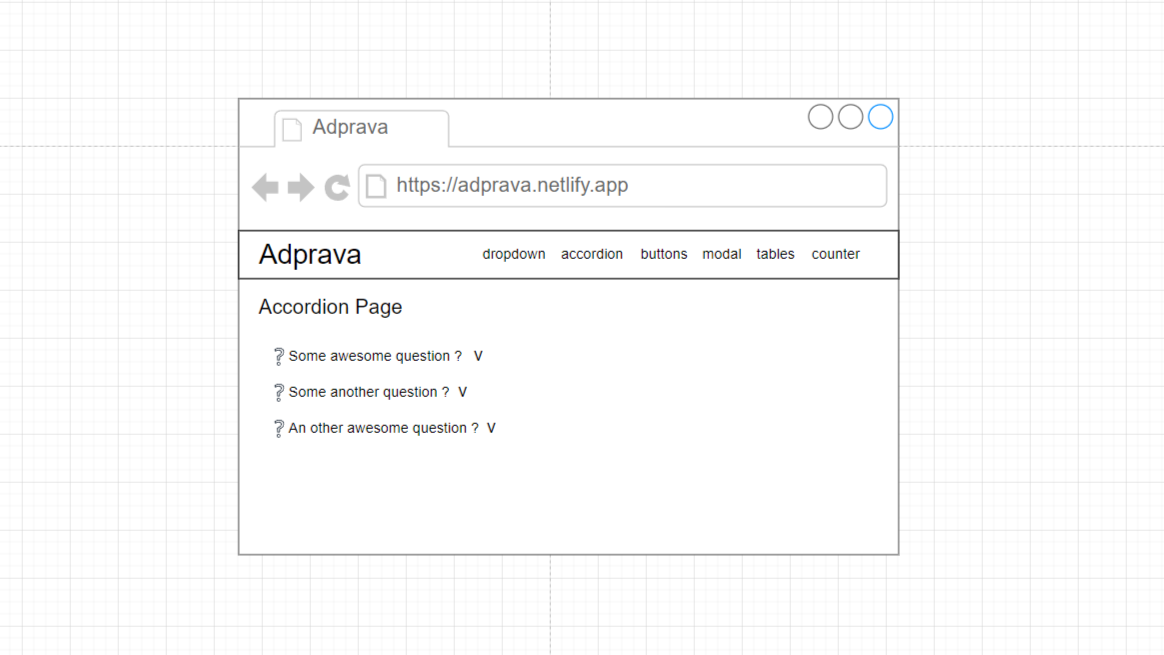 Adprava
https://adprava.netlify.app
Adprava dropdown accordion buttons modal tables counter
Accordion Page
❔ Some awesome question ? V
❔ Some another question ? V
❔ An other awesome question ? V